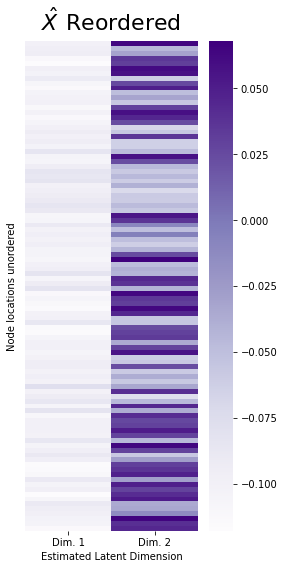 X̂ Reordered
Node locations unordered
0.050
0.025
0.000
−0.025
−0.050
−0.075
−0.100
Dim. 1
Dim. 2
Estimated Latent Dimension